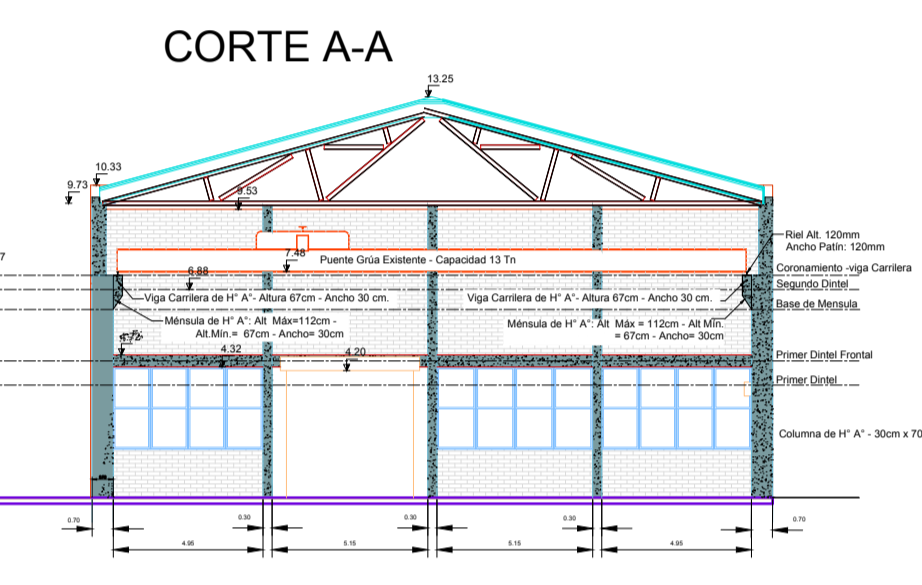 CORTE A-A
13.25
10.33
9.73
9.53
Riel Alt. 120mm
Ancho Patín: 120mm
7
7.48
Puente Grúa Existente - Capacidad 13 Tn
Coronamiento -viga Carrilera
6.88
Segundo Dintel
Viga Carrilera de H° A°- Altura 67cm - Ancho 30 cm.
Viga Carrilera de H° A°- Altura 67cm - Ancho 30 cm.
Base de Mensula
Ménsula de H° A°: Alt Máx=112cm -
Alt.Mín.= 67cm - Ancho= 30cm
Ménsula de H° A°: Alt Máx = 112cm - Alt Mín.
= 67cm - Ancho= 30cm
4.32
4.20
Primer Dintel Frontal
Primer Dintel
Columna de H° A° - 30cm x 70
0.70
0.30
0.30
0.30
0.70
4.95
5.15
5.15
4.95